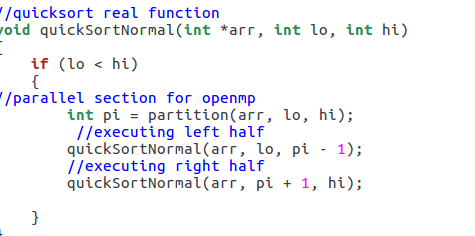 //quicksort real function
void quickSortNormal(int *arr, int lo, int hi)
{
if (lo < hi)
{
//parallel section for openmp
int pi = partition(arr, lo, hi);
//executing left half
quickSortNormal(arr, lo, pi - 1);
//executing right half
quickSortNormal(arr, pi + 1, hi);
}
}